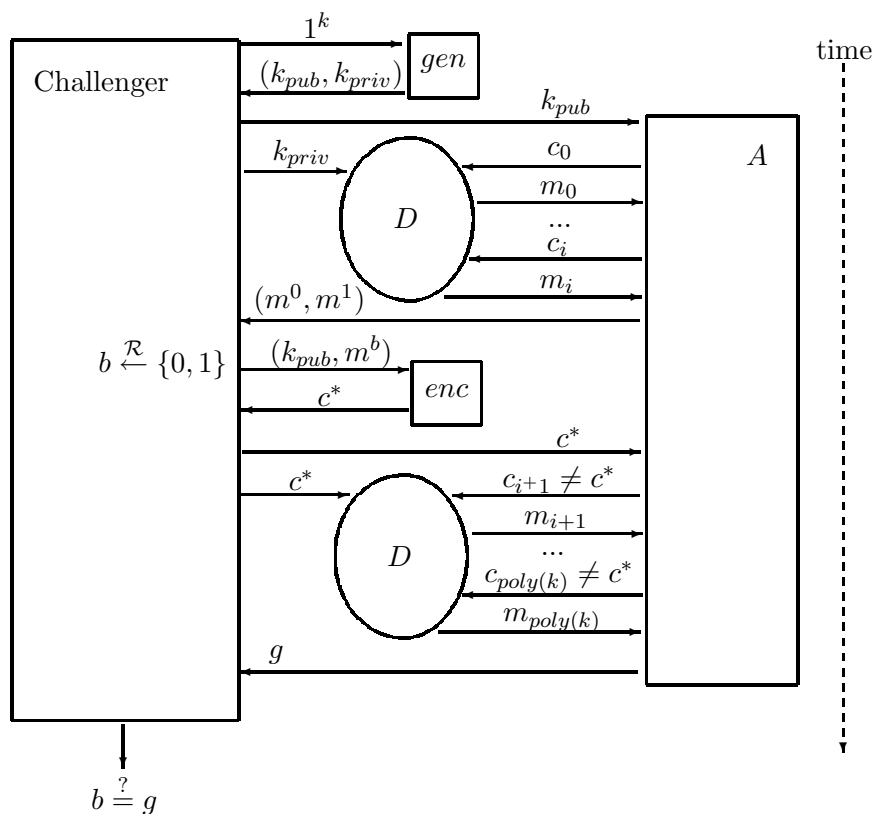 1^k
gen
time
Challenger
(k_pub, k_priv)
k_pub
k_priv
c_0
A
m_0
D
...
c_i
m_i
(m^0, m^1)
b ←^R {0, 1}
(k_pub, m^b)
enc
c*
c*
c*
c_{i+1} ≠ c*
m_{i+1}
D
...
c_{poly(k)} ≠ c*
m_{poly(k)}
g
b =^? g